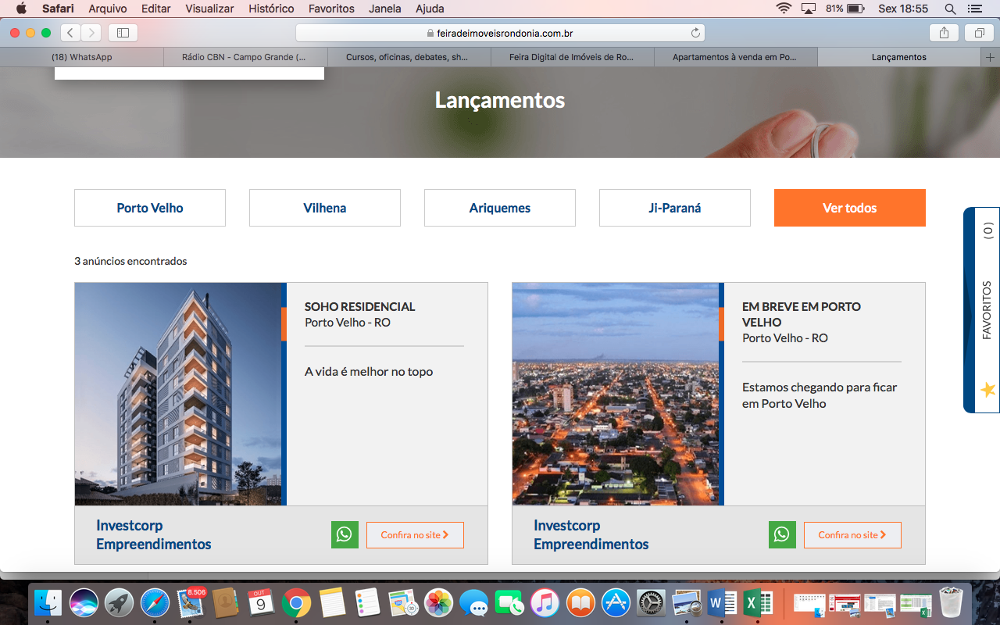 Safari Arquivo Editar Visualizar Histórico Favoritos Janela Ajuda 81% Sex 18:55
feiradeimoveisrondonia.com.br
(18) WhatsApp Rádio CBN - Campo Grande (... Cursos, oficinas, debates, sh... Feira Digital de Imóveis de Ro... Apartamentos à venda em Po... Lançamentos
Lançamentos
Porto Velho Vilhena Ariquemes Ji-Paraná Ver todos
3 anúncios encontrados
SOHO RESIDENCIAL
Porto Velho - RO
A vida é melhor no topo
Investcorp
Empreendimentos
Confira no site
EM BREVE EM PORTO
VELHO
Porto Velho - RO
Estamos chegando para ficar
em Porto Velho
Investcorp
Empreendimentos
Confira no site
FAVORITOS (0)
8.506
OUT
9